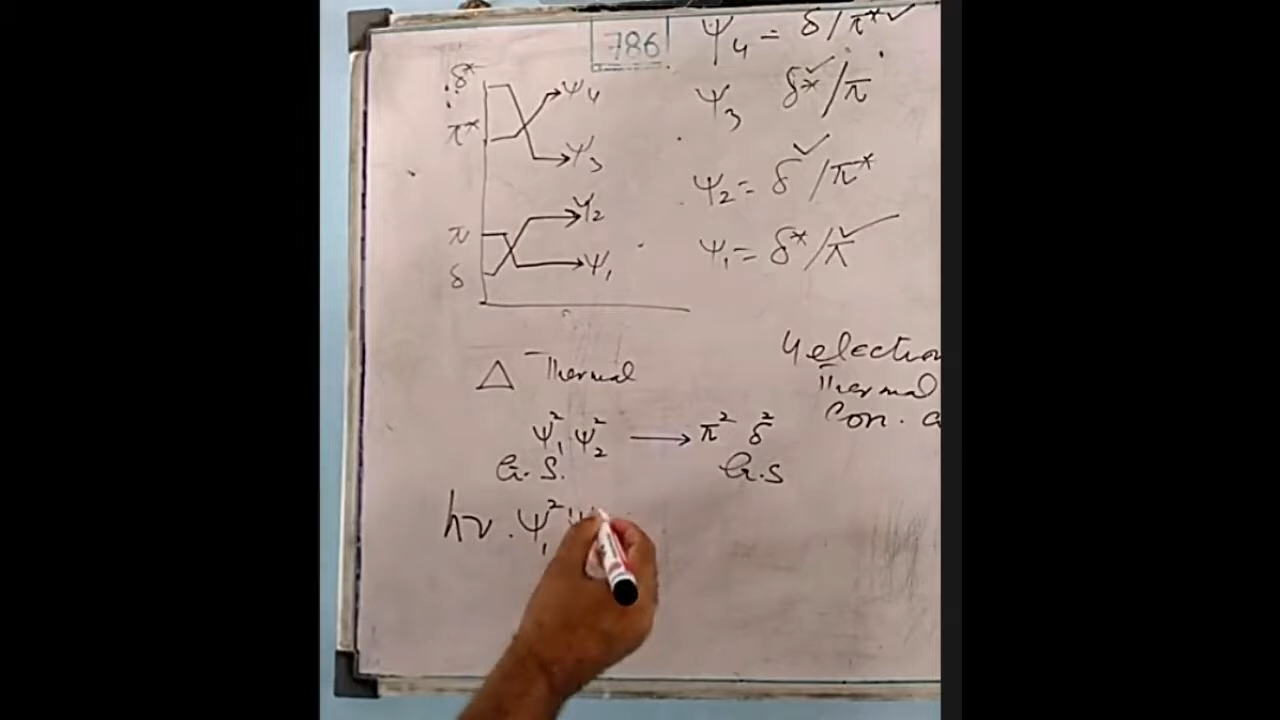 786
ψ₄ = δ/π*✓
δ*
ψ₄
ψ₃ δ*✓/π
π*
ψ₃
ψ₂ = δ✓/π*
ψ₂
π
ψ₁ = δ*/π✓
ψ₁
δ
△ Thermal
4 electron
Thermal
Con.
ψ₁² ψ₂² → π² δ²
G. S. G.S
hν . ψ₁²